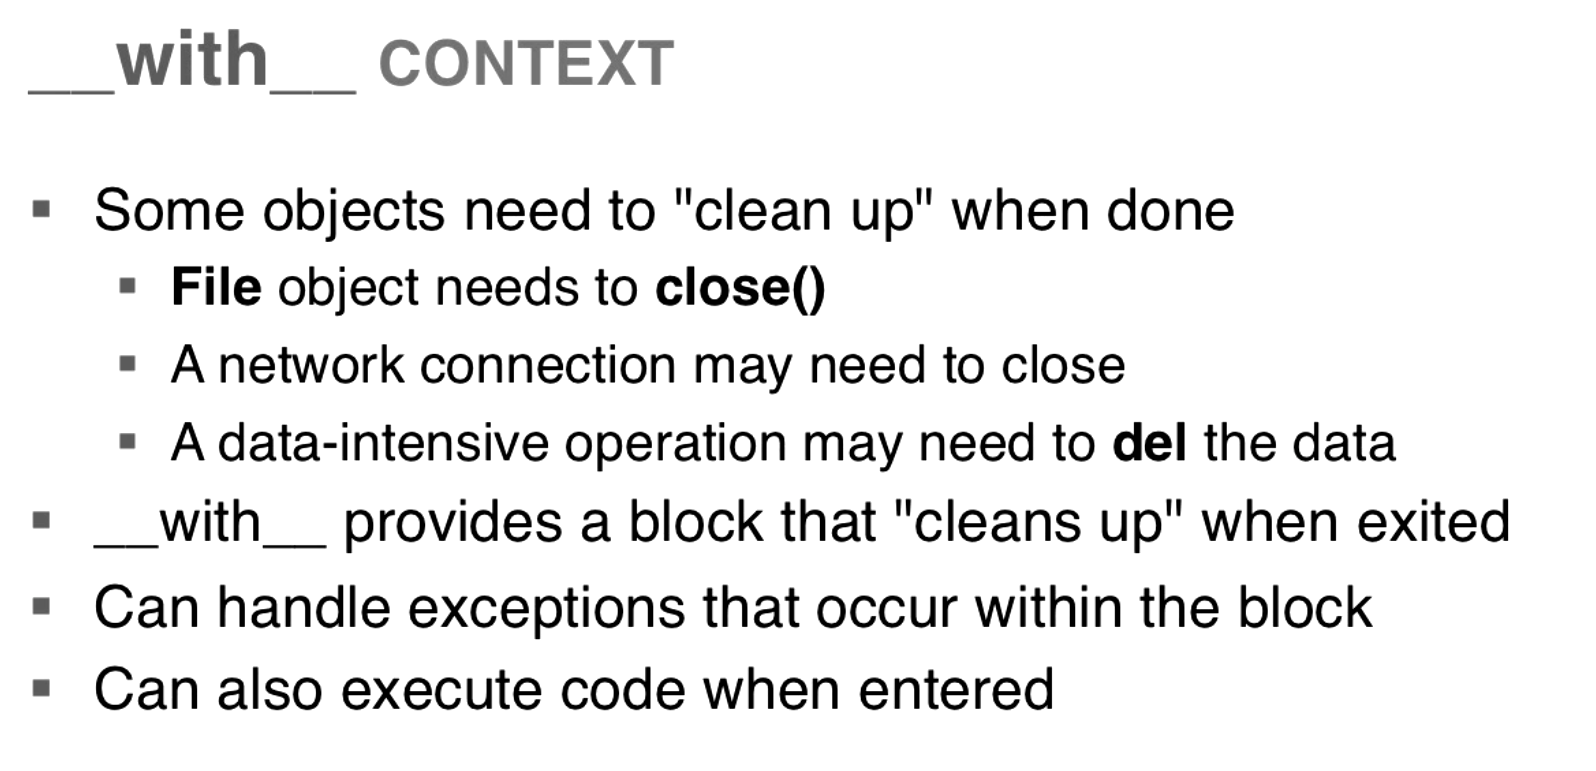 __with__ CONTEXT
▪ Some objects need to "clean up" when done
▪ File object needs to close()
▪ A network connection may need to close
▪ A data-intensive operation may need to del the data
▪ __with__ provides a block that "cleans up" when exited
▪ Can handle exceptions that occur within the block
▪ Can also execute code when entered